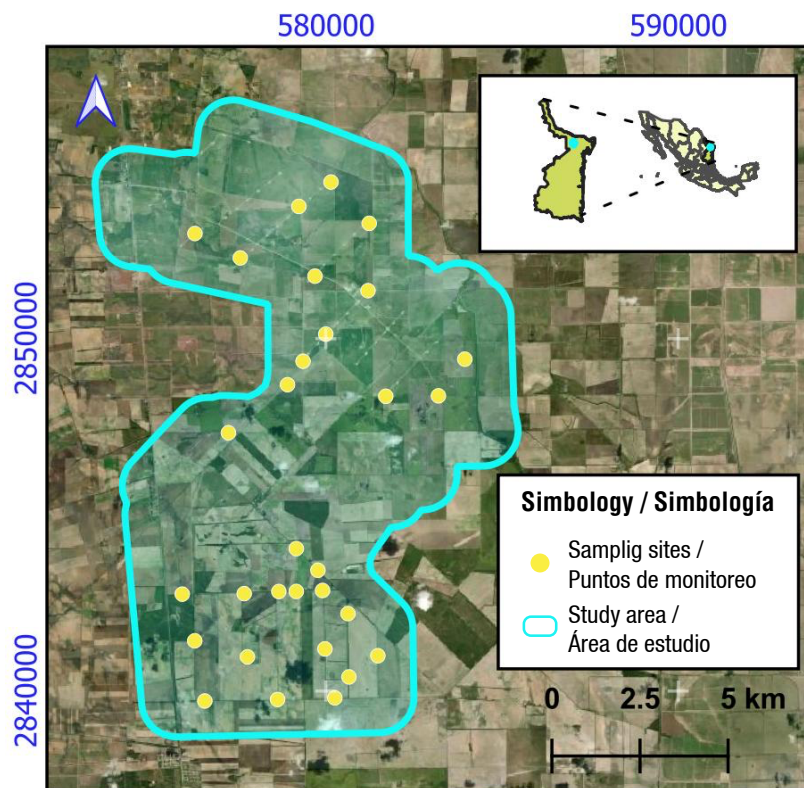 580000
590000
2850000
2840000
Simbology / Simbología
Samplig sites /
Puntos de monitoreo
Study area /
Área de estudio
0 2.5 5 km